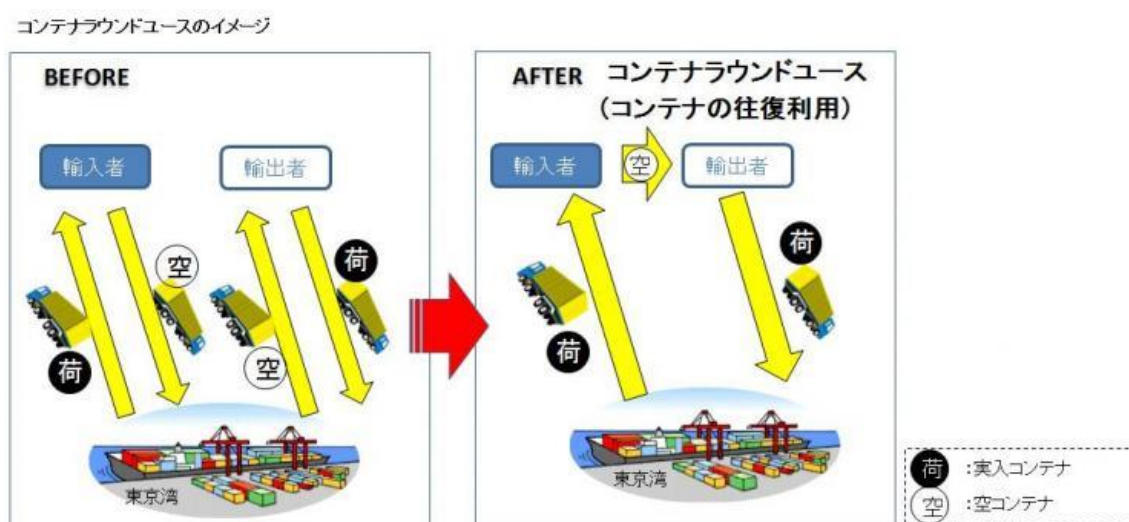 コンテナラウンドユースのイメージ
BEFORE
輸入者
輸出者
空
荷
荷
空
東京湾
AFTER コンテナラウンドユース
(コンテナの往復利用)
輸入者
空
輸出者
荷
荷
東京湾
荷 :実入コンテナ
空 :空コンテナ